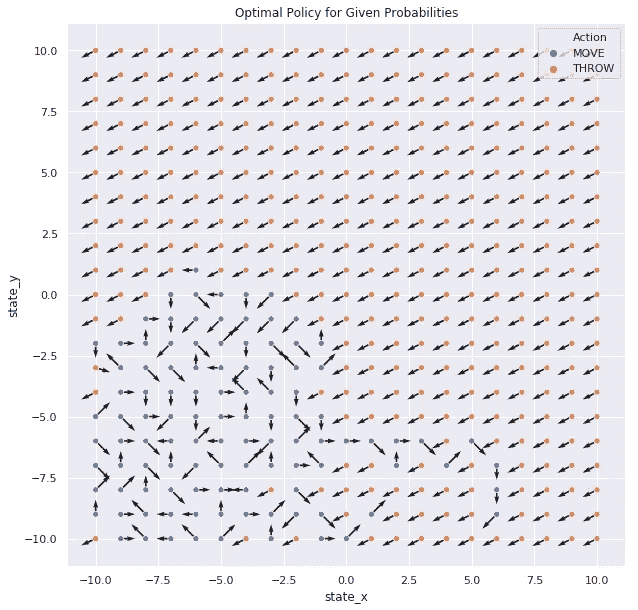 Optimal Policy for Given Probabilities
Action
MOVE
THROW
10.0
7.5
5.0
2.5
0.0
−2.5
−5.0
−7.5
−10.0
state_y
−10.0 −7.5 −5.0 −2.5 0.0 2.5 5.0 7.5 10.0
state_x